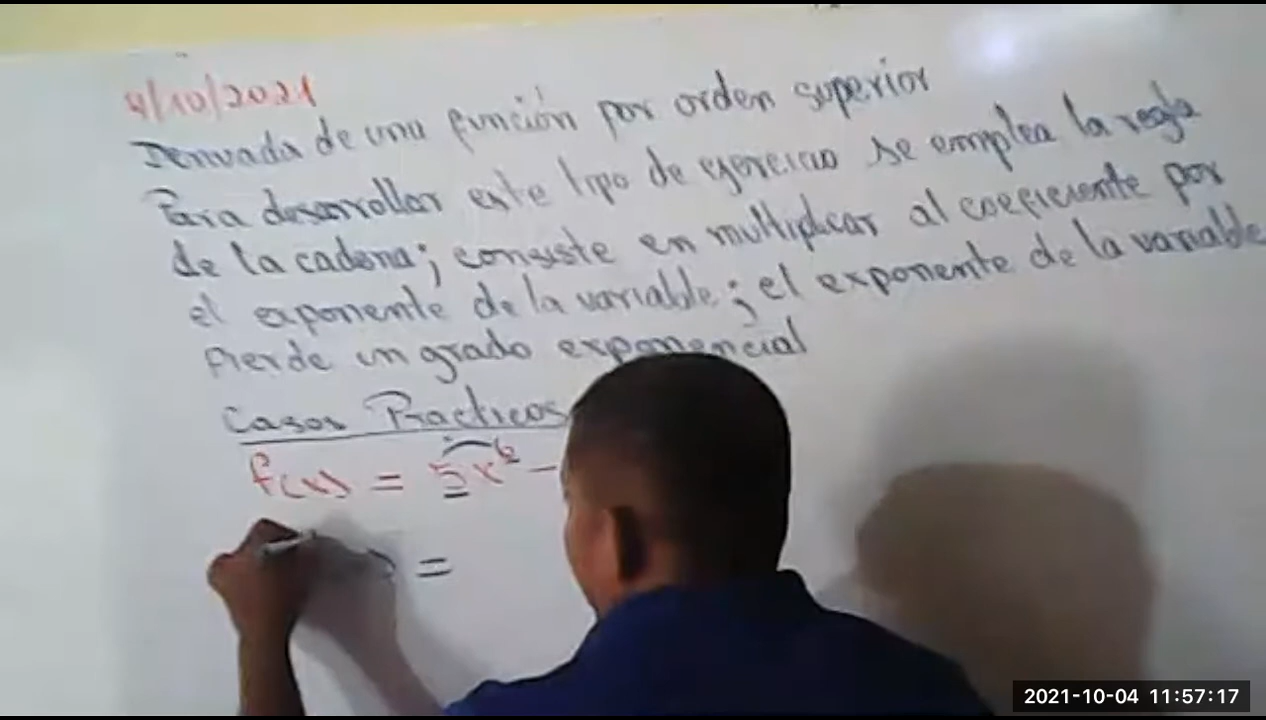 4/10/2021
Derivada de una función por orden superior
Para desarrollar este tipo de ejercicio se emplea la regla
de la cadena; consiste en multiplicar al coeficiente por
el exponente de la variable; el exponente de la variable
pierde un grado exponencial
Casos Practicos
f(x) = 5x⁶ -
=
2021-10-04 11:57:17